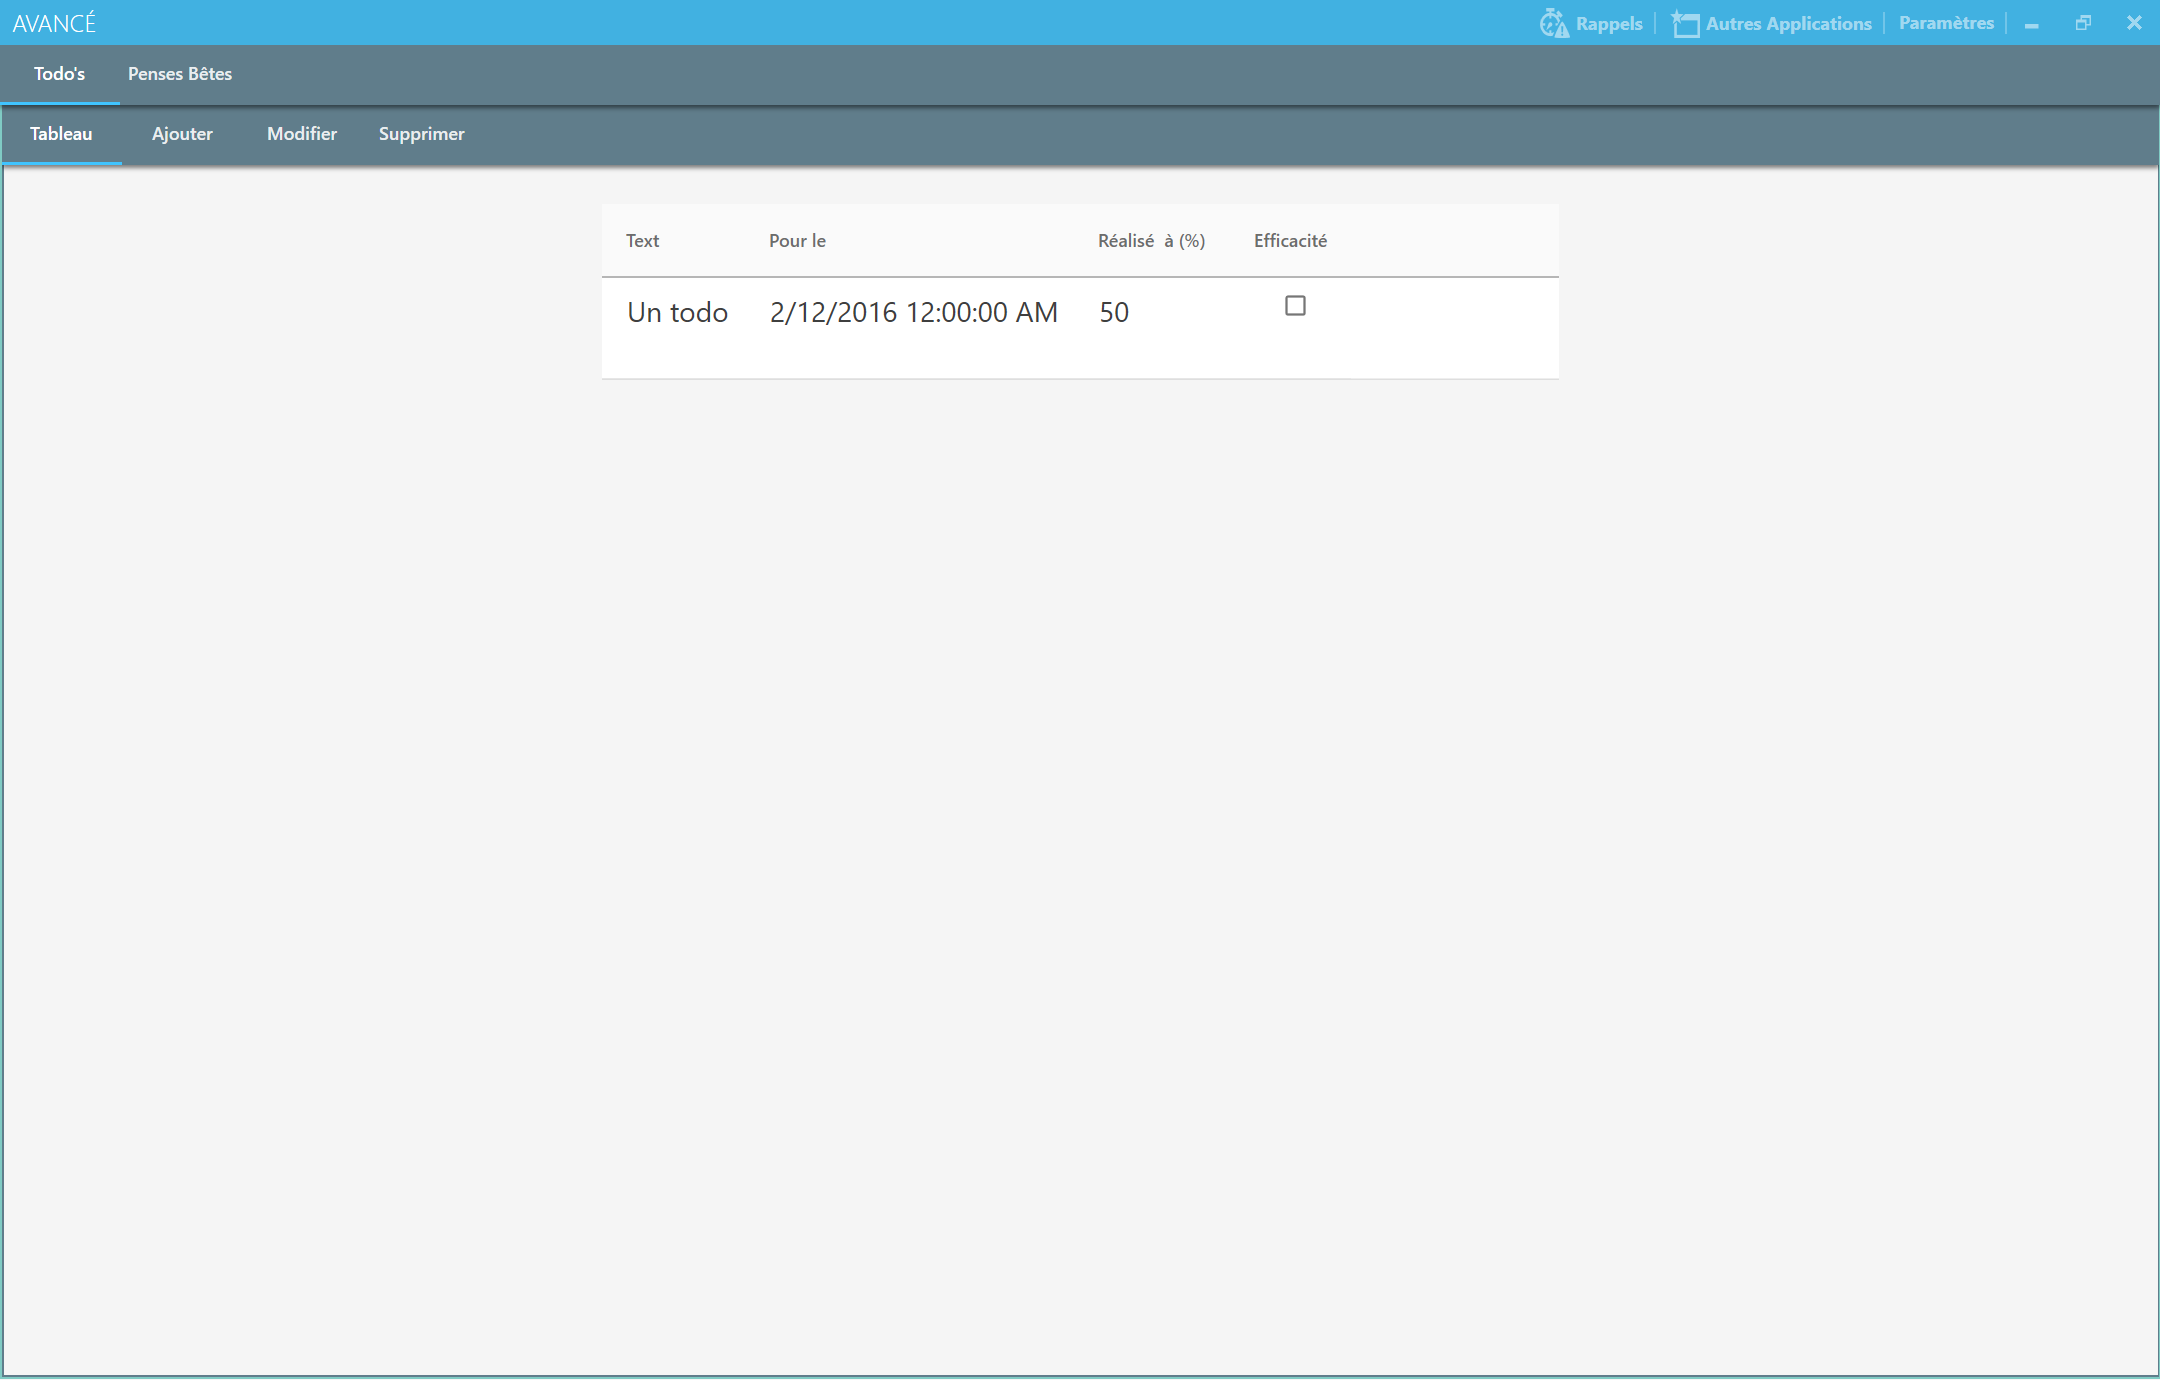 AVANCÉ Rappels Autres Applications Paramètres
Todo's Penses Bêtes
Tableau Ajouter Modifier Supprimer
Text Pour le Réalisé à (%) Efficacité
Un todo 2/12/2016 12:00:00 AM 50